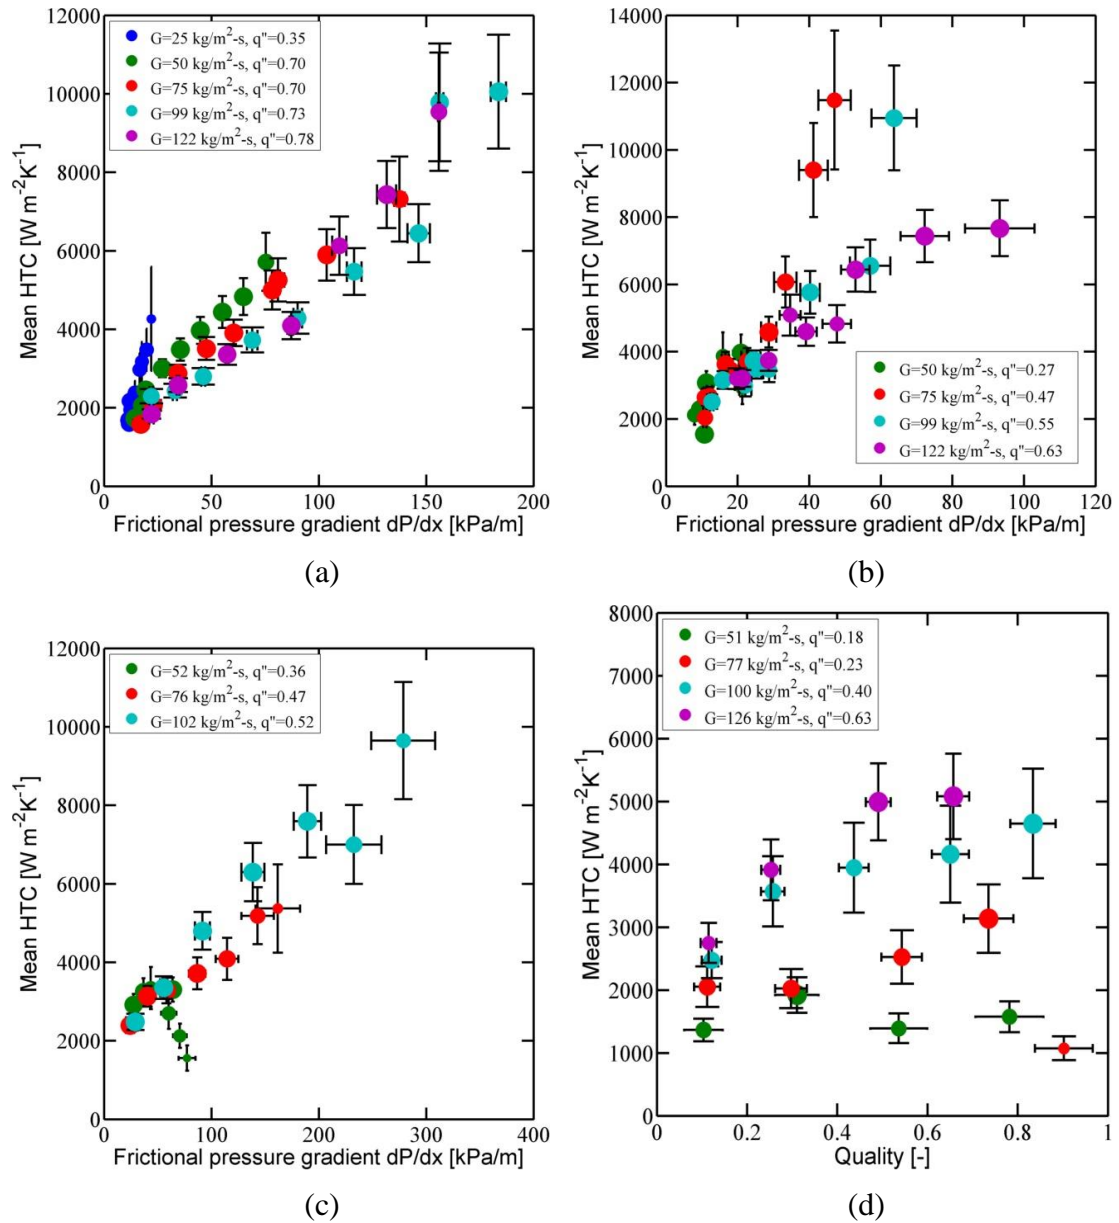 12000
10000
8000
6000
4000
2000
0
Mean HTC [W m-2K-1]
G=25 kg/m2-s, q"=0.35
G=50 kg/m2-s, q"=0.70
G=75 kg/m2-s, q"=0.70
G=99 kg/m2-s, q"=0.73
G=122 kg/m2-s, q"=0.78
0 50 100 150 200
Frictional pressure gradient dP/dx [kPa/m]
(a)
14000
12000
10000
8000
6000
4000
2000
0
Mean HTC [W m-2K-1]
G=50 kg/m2-s, q"=0.27
G=75 kg/m2-s, q"=0.47
G=99 kg/m2-s, q"=0.55
G=122 kg/m2-s, q"=0.63
0 20 40 60 80 100 120
Frictional pressure gradient dP/dx [kPa/m]
(b)
12000
10000
8000
6000
4000
2000
0
Mean HTC [W m-2K-1]
G=52 kg/m2-s, q"=0.36
G=76 kg/m2-s, q"=0.47
G=102 kg/m2-s, q"=0.52
0 100 200 300 400
Frictional pressure gradient dP/dx [kPa/m]
(c)
8000
7000
6000
5000
4000
3000
2000
1000
0
Mean HTC [W m-2K-1]
G=51 kg/m2-s, q"=0.18
G=77 kg/m2-s, q"=0.23
G=100 kg/m2-s, q"=0.40
G=126 kg/m2-s, q"=0.63
0 0.2 0.4 0.6 0.8 1
Quality [-]
(d)